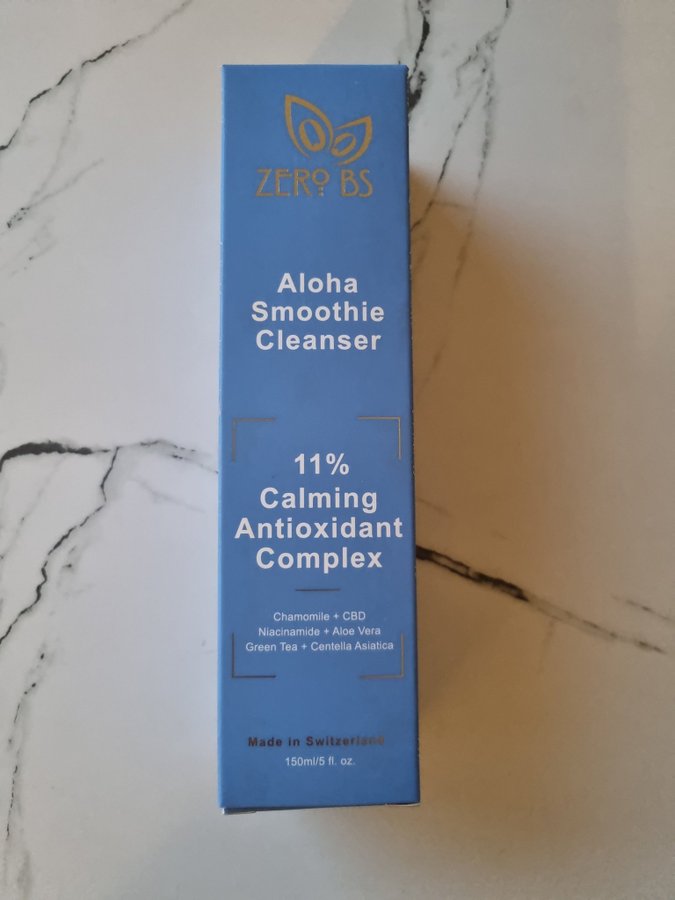 ZERO BS
Aloha
Smoothie
Cleanser
11%
Calming
Antioxidant
Complex
Chamomile + CBD
Niacinamide + Aloe Vera
Green Tea + Centella Asiatica
Made in Switzerland
150ml/5 fl. oz.